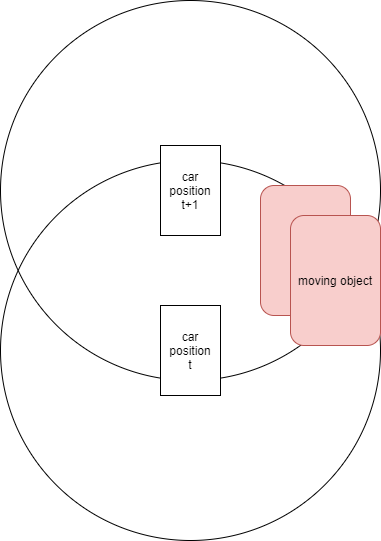 car
position
t+1
moving object
car
position
t